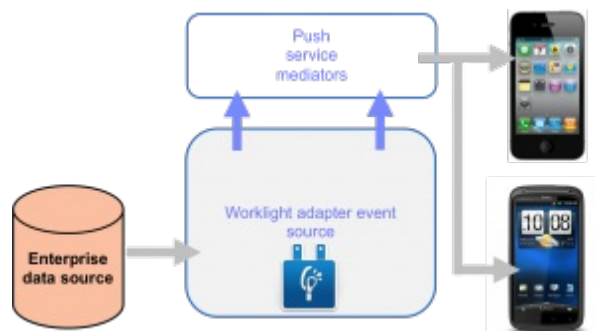 Push
service
mediators
Worklight adapter event
source
Enterprise
data source
10 08